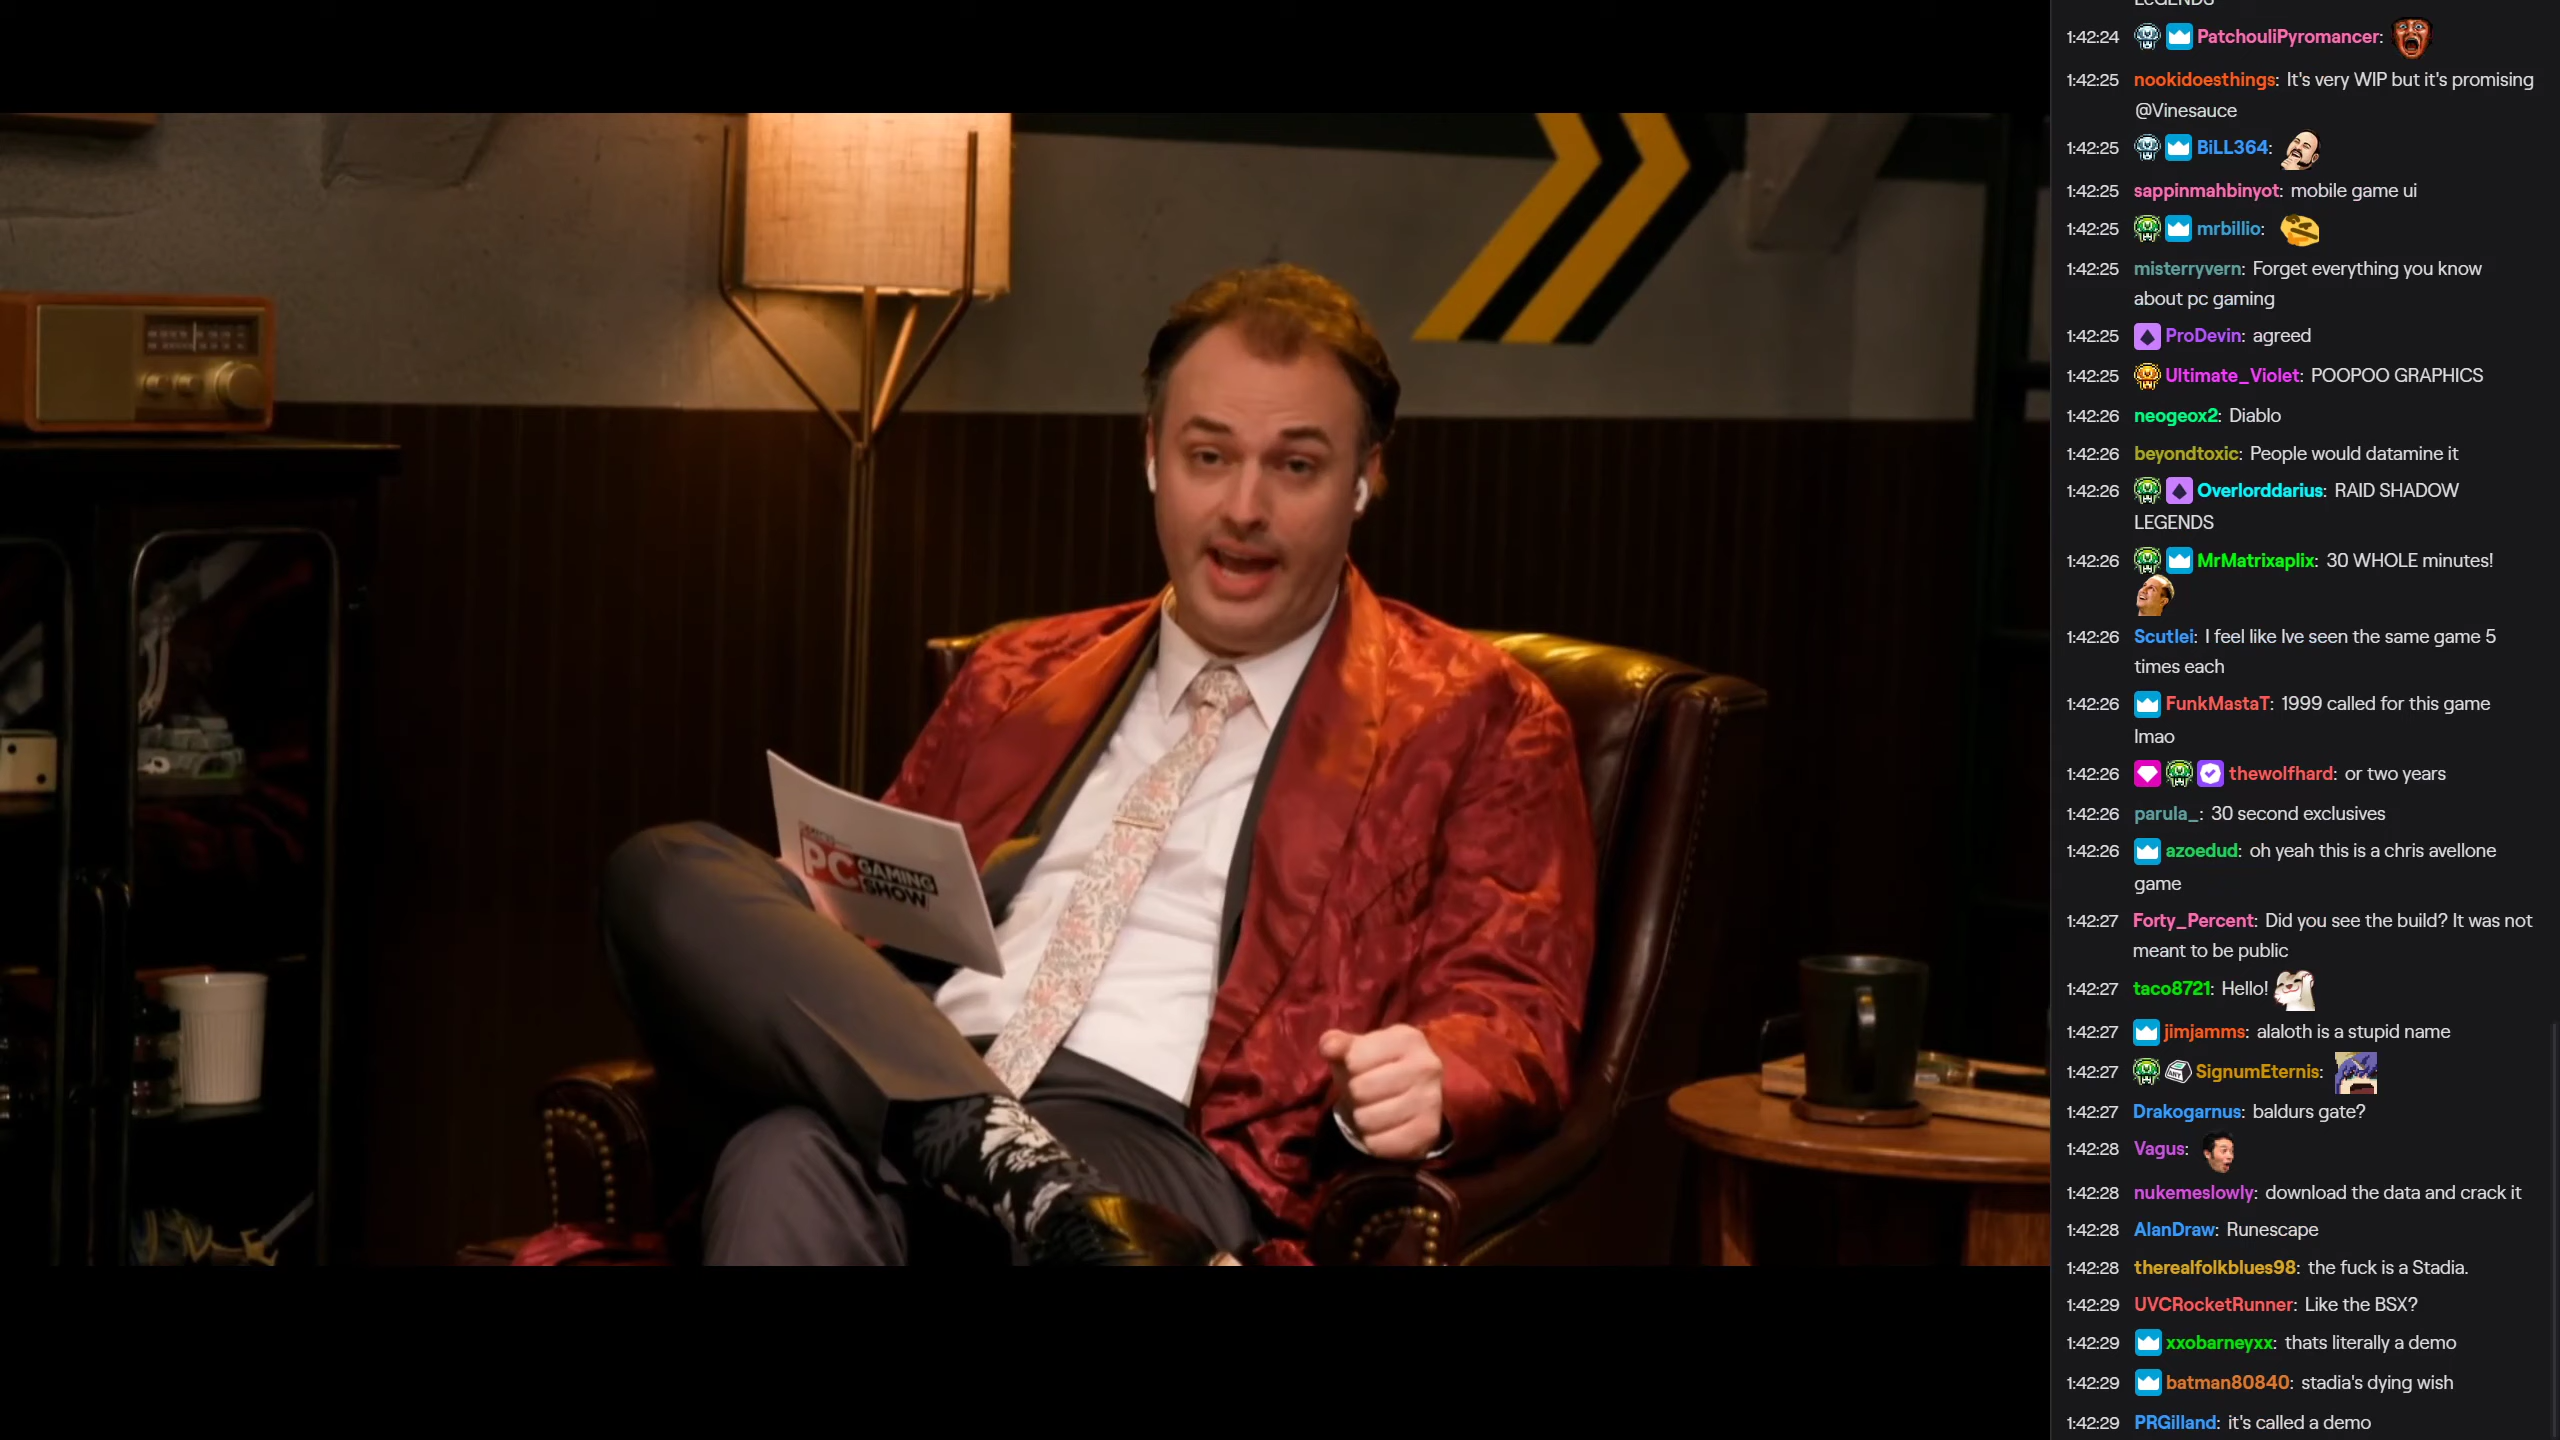 PC GAMING
SHOW
LEGENDS
1:42:24 PatchouliPyromancer:
1:42:25 nookidoesthings: It's very WIP but it's promising
@Vinesauce
1:42:25 BiLL364:
1:42:25 sappinmahbinyot: mobile game ui
1:42:25 mrbillio:
1:42:25 misterryvern: Forget everything you know
about pc gaming
1:42:25 ProDevin: agreed
1:42:25 Ultimate_Violet: POOPOO GRAPHICS
1:42:26 neogeox2: Diablo
1:42:26 beyondtoxic: People would datamine it
1:42:26 Overlorddarius: RAID SHADOW
LEGENDS
1:42:26 MrMatrixaplix: 30 WHOLE minutes!
1:42:26 Scutlei: I feel like Ive seen the same game 5
times each
1:42:26 FunkMastaT: 1999 called for this game
lmao
1:42:26 thewolfhard: or two years
1:42:26 parula_: 30 second exclusives
1:42:26 azoedud: oh yeah this is a chris avellone
game
1:42:27 Forty_Percent: Did you see the build? It was not
meant to be public
1:42:27 taco8721: Hello!
1:42:27 jimjamms: alaloth is a stupid name
1:42:27 SignumEternis:
1:42:27 Drakogarnus: baldurs gate?
1:42:28 Vagus:
1:42:28 nukemeslowly: download the data and crack it
1:42:28 AlanDraw: Runescape
1:42:28 therealfolkblues98: the fuck is a Stadia.
1:42:29 UVCRocketRunner: Like the BSX?
1:42:29 xxobarneyxx: thats literally a demo
1:42:29 batman80840: stadia's dying wish
1:42:29 PRGilland: it's called a demo